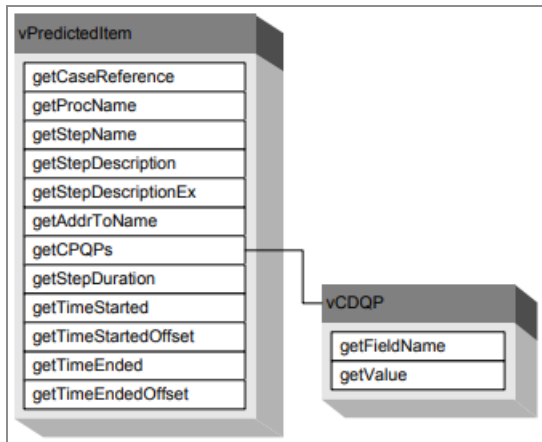 vPredictedItem
getCaseReference
getProcName
getStepName
getStepDescription
getStepDescriptionEx
getAddrToName
getCPQPs
getStepDuration
getTimeStarted
getTimeStartedOffset
getTimeEnded
getTimeEndedOffset
vCDQP
getFieldName
getValue